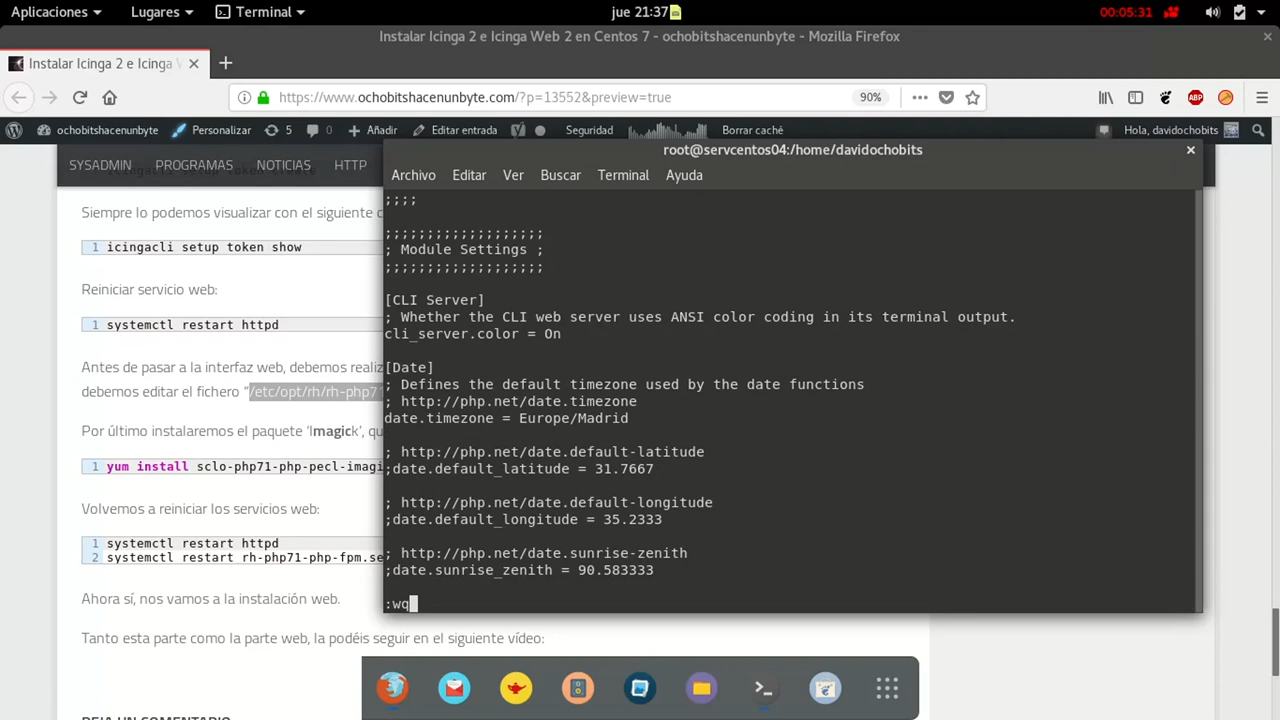 Aplicaciones Lugares Terminal jue 21:37 00:05:31
Instalar Icinga 2 e Icinga Web 2 en Centos 7 - ochobitshacenunbyte - Mozilla Firefox
Instalar Icinga 2 e Icinga
https://www.ochobitshacenunbyte.com/?p=13552&preview=true 90% ABP
ochobitshacenunbyte Personalizar 5 0 Añadir Editar entrada Seguridad Borrar caché Hola, davidochobits
root@servcentos04:/home/davidochobits
SYSADMIN PROGRAMAS NOTICIAS HTTP
icingacli setup token create
Archivo Editar Ver Buscar Terminal Ayuda
Siempre lo podemos visualizar con el siguiente
1 icingacli setup token show
Reiniciar servicio web:
1 systemctl restart httpd
Antes de pasar a la interfaz web, debemos
debemos editar el fichero "/etc/opt/rh/rh-php7
Por último instalaremos el paquete 'Imagick',
1 yum install sclo-php71-php-pecl-imagi
Volvemos a reiniciar los servicios web:
1 systemctl restart httpd
2 systemctl restart rh-php71-php-fpm.se
Ahora sí, nos vamos a la instalación web.
Tanto esta parte como la parte web, la podéis seguir en el siguiente vídeo:
DEJA UN COMENTARIO
;;;;
;;;;;;;;;;;;;;;;;;;
; Module Settings ;
;;;;;;;;;;;;;;;;;;;
[CLI Server]
; Whether the CLI web server uses ANSI color coding in its terminal output.
cli_server.color = On
[Date]
; Defines the default timezone used by the date functions
; http://php.net/date.timezone
date.timezone = Europe/Madrid
; http://php.net/date.default-latitude
;date.default_latitude = 31.7667
; http://php.net/date.default-longitude
;date.default_longitude = 35.2333
; http://php.net/date.sunrise-zenith
;date.sunrise_zenith = 90.583333
:wq